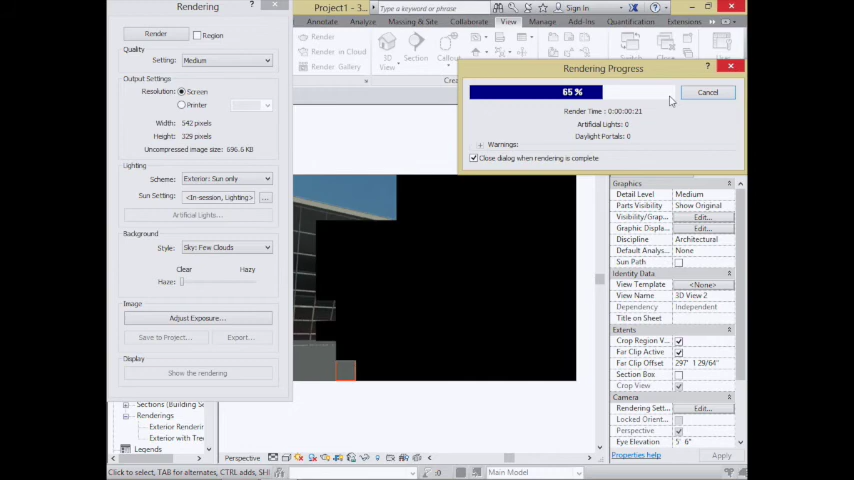 Rendering
?
Project1 - 3...
Type a keyword or phrase
Sign In
Annotate
Analyze
Massing & Site
Collaborate
View
Manage
Add-Ins
Quantification
Extensions
Render
Region
Quality
Setting:
Medium
Output Settings
Resolution:
Screen
Printer
Width:
542 pixels
Height:
329 pixels
Uncompressed image size:
696.6 KB
Lighting
Scheme:
Exterior: Sun only
Sun Setting:
<In-session, Lighting>
...
Artificial Lights...
Background
Style:
Sky: Few Clouds
Clear
Hazy
Haze:
Image
Adjust Exposure...
Save to Project...
Export...
Display
Show the rendering
Render
Render in Cloud
Render Gallery
3D
View
Section
Callout
Rendering Progress
?
65 %
Cancel
Render Time : 0:00:00:21
Artificial Lights: 0
Daylight Portals: 0
Warnings:
Close dialog when rendering is complete
Graphics
Detail Level
Medium
Parts Visibility
Show Original
Visibility/Grap...
Edit...
Graphic Displa...
Edit...
Discipline
Architectural
Default Analys...
None
Sun Path
Identity Data
View Template
<None>
View Name
3D View 2
Dependency
Independent
Title on Sheet
Extents
Crop Region V...
Far Clip Active
Far Clip Offset
297' 1 29/64"
Section Box
Crop View
Camera
Rendering Sett...
Edit...
Locked Orient...
Perspective
Eye Elevation
5' 6"
Properties help
Apply
Sections (Building Se
Renderings
Exterior Renderin
Exterior with Tree
Legends
Perspective
Click to select, TAB for alternates, CTRL adds, SHI
:0
Main Model